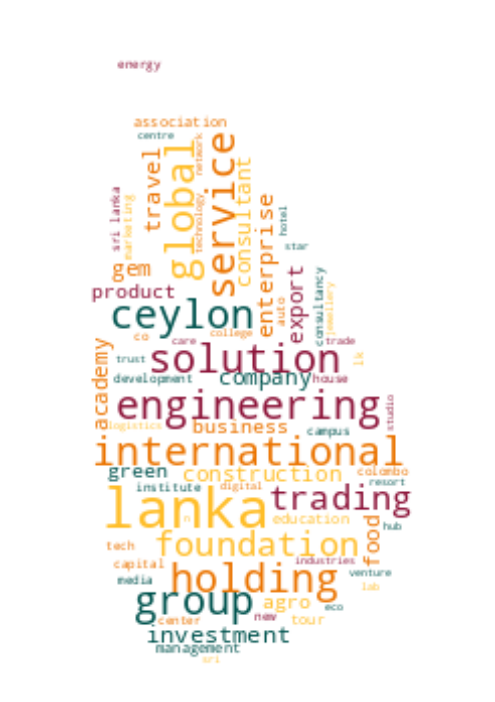 energy
association
centre
network
service
global
travel
consultant
technology
sri lanka
marketing
enterprise
hotel
star
gem
product
export
consultancy
jewellery
auto
ceylon
college
co
care
trade
solution
lk
trust
academy
development
company
house
engineering
studio
logistics
business
campus
international
green
construction
colombo
resort
institute
digital
lanka
trading
n
education
hub
food
foundation
tech
industries
capital
holding
venture
media
lab
group
agro
eco
new
center
tour
investment
management
sri